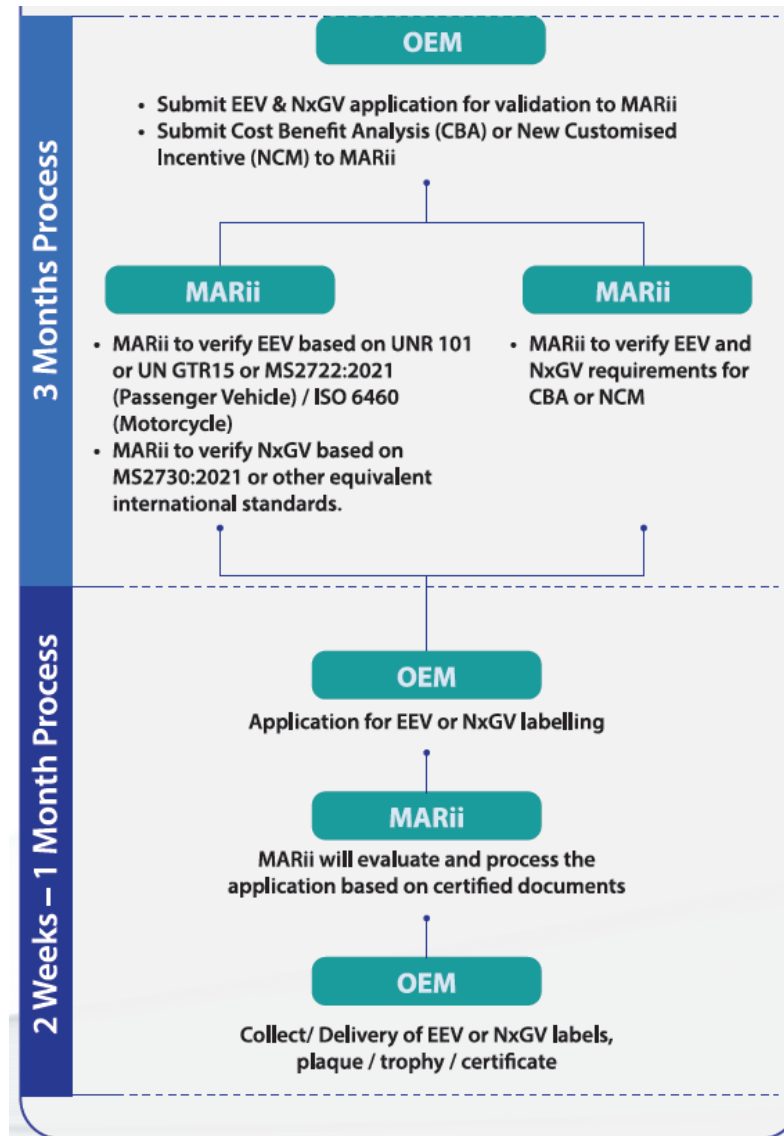 3 Months Process
OEM
• Submit EEV & NxGV application for validation to MARii
• Submit Cost Benefit Analysis (CBA) or New Customised
Incentive (NCM) to MARii
MARii
• MARii to verify EEV based on UNR 101
or UN GTR15 or MS2722:2021
(Passenger Vehicle) / ISO 6460
(Motorcycle)
• MARii to verify NxGV based on
MS2730:2021 or other equivalent
international standards.
MARii
• MARii to verify EEV and
NxGV requirements for
CBA or NCM
2 Weeks – 1 Month Process
OEM
Application for EEV or NxGV labelling
MARii
MARii will evaluate and process the
application based on certified documents
OEM
Collect/ Delivery of EEV or NxGV labels,
plaque / trophy / certificate